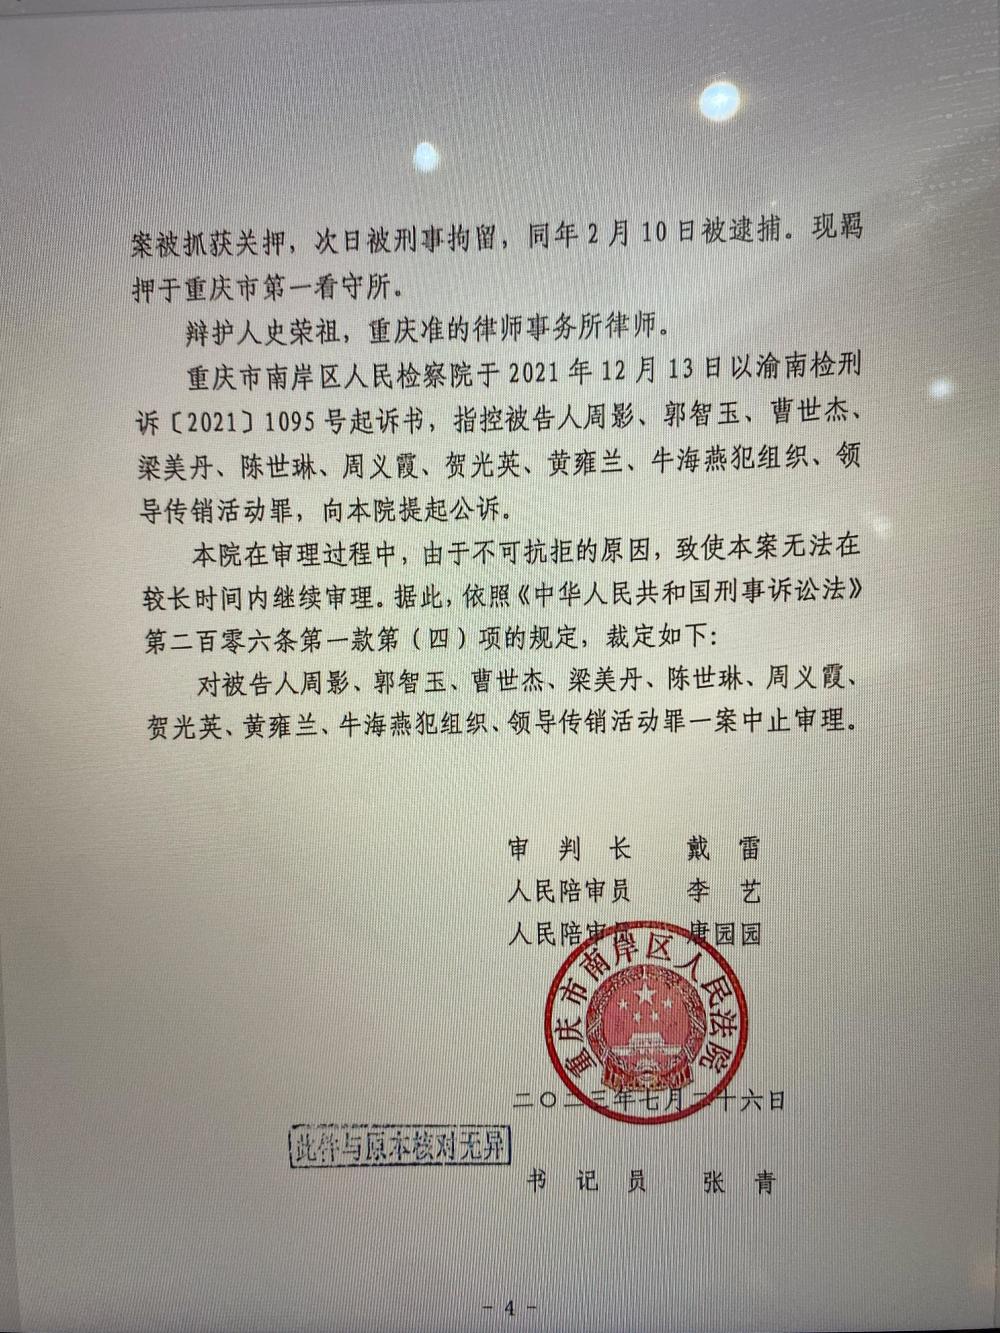 案被抓获关押，次日被刑事拘留，同年2月10日被逮捕。现羁
押于重庆市第一看守所。
辩护人史荣祖，重庆准的律师事务所律师。
重庆市南岸区人民检察院于2021年12月13日以渝南检刑
诉〔2021〕1095号起诉书，指控被告人周影、郭智玉、曹世杰、
梁美丹、陈世琳、周义霞、贺光英、黄雍兰、牛海燕犯组织、领
导传销活动罪，向本院提起公诉。
本院在审理过程中，由于不可抗拒的原因，致使本案无法在
较长时间内继续审理。据此，依照《中华人民共和国刑事诉讼法》
第二百零六条第一款第（四）项的规定，裁定如下：
对被告人周影、郭智玉、曹世杰、梁美丹、陈世琳、周义霞、
贺光英、黄雍兰、牛海燕犯组织、领导传销活动罪一案中止审理。
审 判 长 戴 雷
人民陪审员 李 艺
人民陪审员 唐园园
重庆市南岸区人民法院
二〇二三年七月二十六日
此件与原本核对无异
书 记 员 张 青
- 4 -